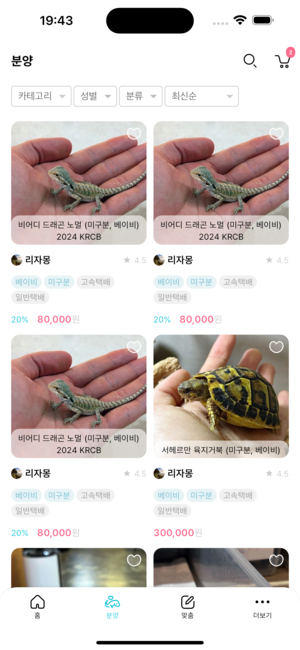 19:43
분양
2
카테고리 성별 분류 최신순
비어디 드래곤 노멀 (미구분, 베이비)
2024 KRCB
비어디 드래곤 노멀 (미구분, 베이비)
2024 KRCB
리자몽 ★ 4.5
리자몽 ★ 4.5
베이비 미구분 고속택배
일반택배
베이비 미구분 고속택배
일반택배
20% 80,000원
20% 80,000원
비어디 드래곤 노멀 (미구분, 베이비)
2024 KRCB
서헤르만 육지거북 (미구분, 베이비)
리자몽 ★ 4.5
리자몽 ★ 4.5
베이비 미구분 고속택배
일반택배
베이비 미구분 고속택배
일반택배
20% 80,000원
300,000원
홈 분양 맞춤 더보기